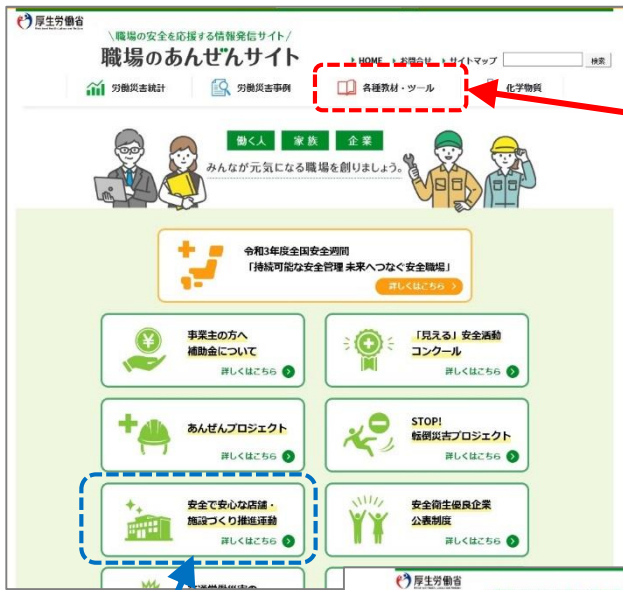 厚生労働省
\職場の安全を応援する情報発信サイト/
職場のあんぜんサイト
HOME お問合せ サイトマップ 検索
労働災害統計 労働災害事例 各種教材・ツール 化学物質
働く人 家族 企業
みんなが元気になる職場を創りましょう。
令和3年度全国安全週間
「持続可能な安全管理 未来へつなぐ安全職場」
詳しくはこちら
事業主の方へ
補助金について
詳しくはこちら
「見える」安全活動
コンクール
詳しくはこちら
あんぜんプロジェクト
詳しくはこちら
STOP!
転倒災害プロジェクト
詳しくはこちら
安全で安心な店舗・
施設づくり推進運動
詳しくはこちら
安全衛生優良企業
公表制度
詳しくはこちら
厚生労働省